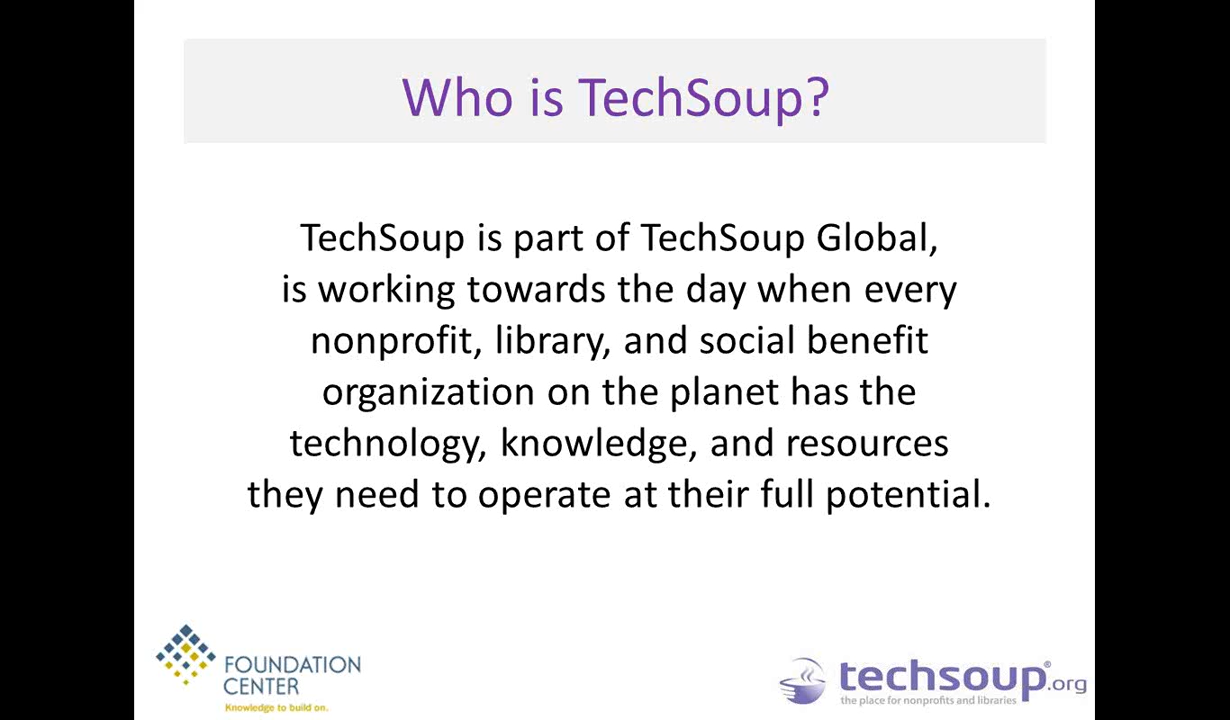 Who is TechSoup?
TechSoup is part of TechSoup Global,
is working towards the day when every
nonprofit, library, and social benefit
organization on the planet has the
technology, knowledge, and resources
they need to operate at their full potential.
FOUNDATION
CENTER
Knowledge to build on.
techsoup®.org
the place for nonprofits and libraries